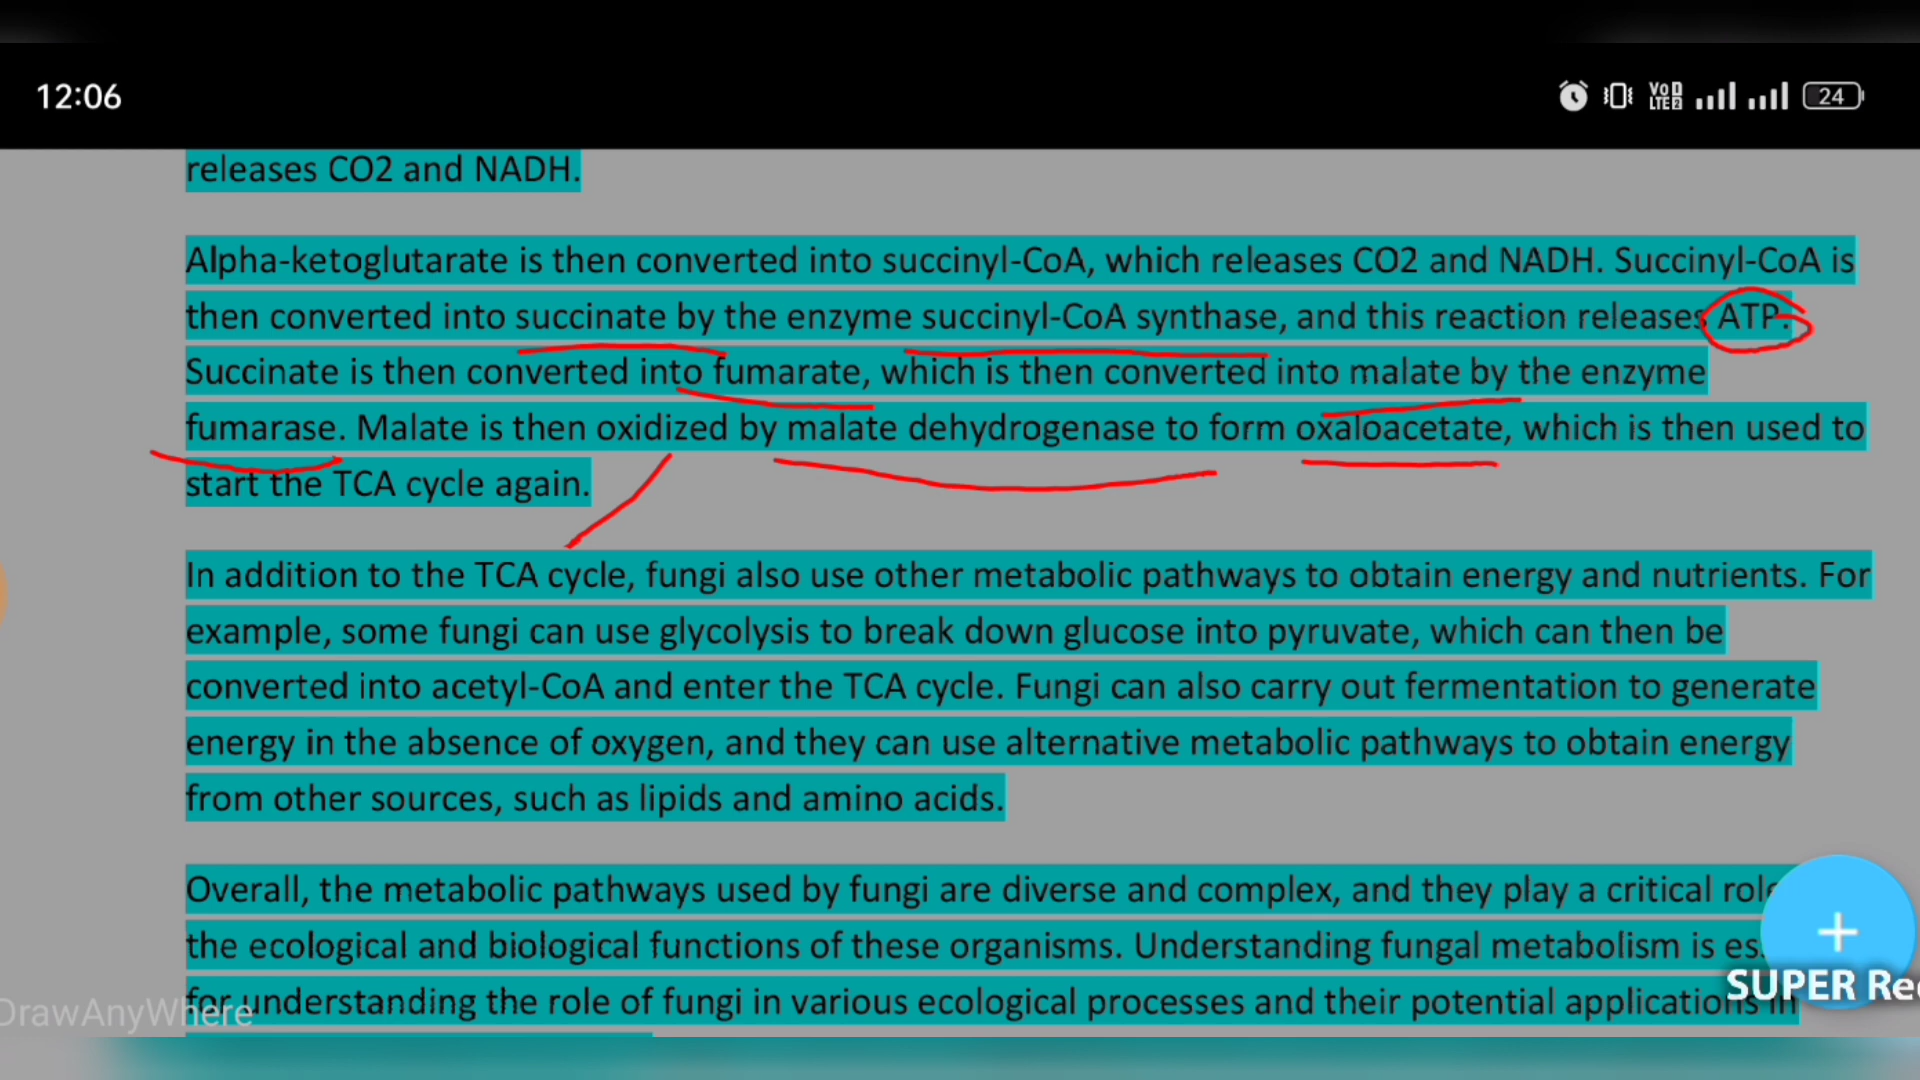 12:06
VoLTE 2 24
releases CO2 and NADH.
Alpha-ketoglutarate is then converted into succinyl-CoA, which releases CO2 and NADH. Succinyl-CoA is
then converted into succinate by the enzyme succinyl-CoA synthase, and this reaction releases ATP.
Succinate is then converted into fumarate, which is then converted into malate by the enzyme
fumarase. Malate is then oxidized by malate dehydrogenase to form oxaloacetate, which is then used to
start the TCA cycle again.
In addition to the TCA cycle, fungi also use other metabolic pathways to obtain energy and nutrients. For
example, some fungi can use glycolysis to break down glucose into pyruvate, which can then be
converted into acetyl-CoA and enter the TCA cycle. Fungi can also carry out fermentation to generate
energy in the absence of oxygen, and they can use alternative metabolic pathways to obtain energy
from other sources, such as lipids and amino acids.
Overall, the metabolic pathways used by fungi are diverse and complex, and they play a critical role
the ecological and biological functions of these organisms. Understanding fungal metabolism is es
SUPER Rec
for understanding the role of fungi in various ecological processes and their potential applications in
DrawAnyWhere